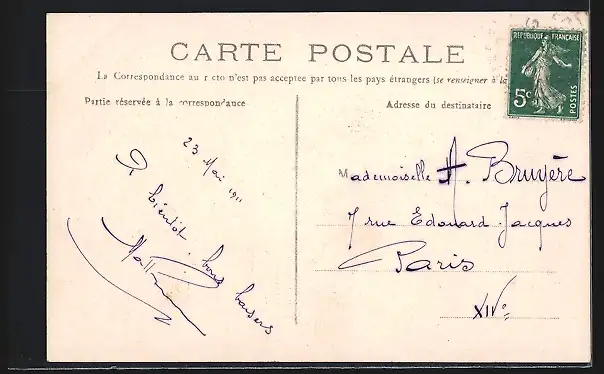 CARTE POSTALE
La Correspondance au r cto n'est pas acceptee par tous les pays étrangers (se renseigner à la
Partie réservée à la correspondance
Adresse du destinataire
RÉPUBLIQUE FRANÇAISE
5c
POSTES
23 Mai 1911
A bientôt, bons baisers
Mademoiselle A. Bruyère
7 rue Edouard Jacques
Paris
XIVe